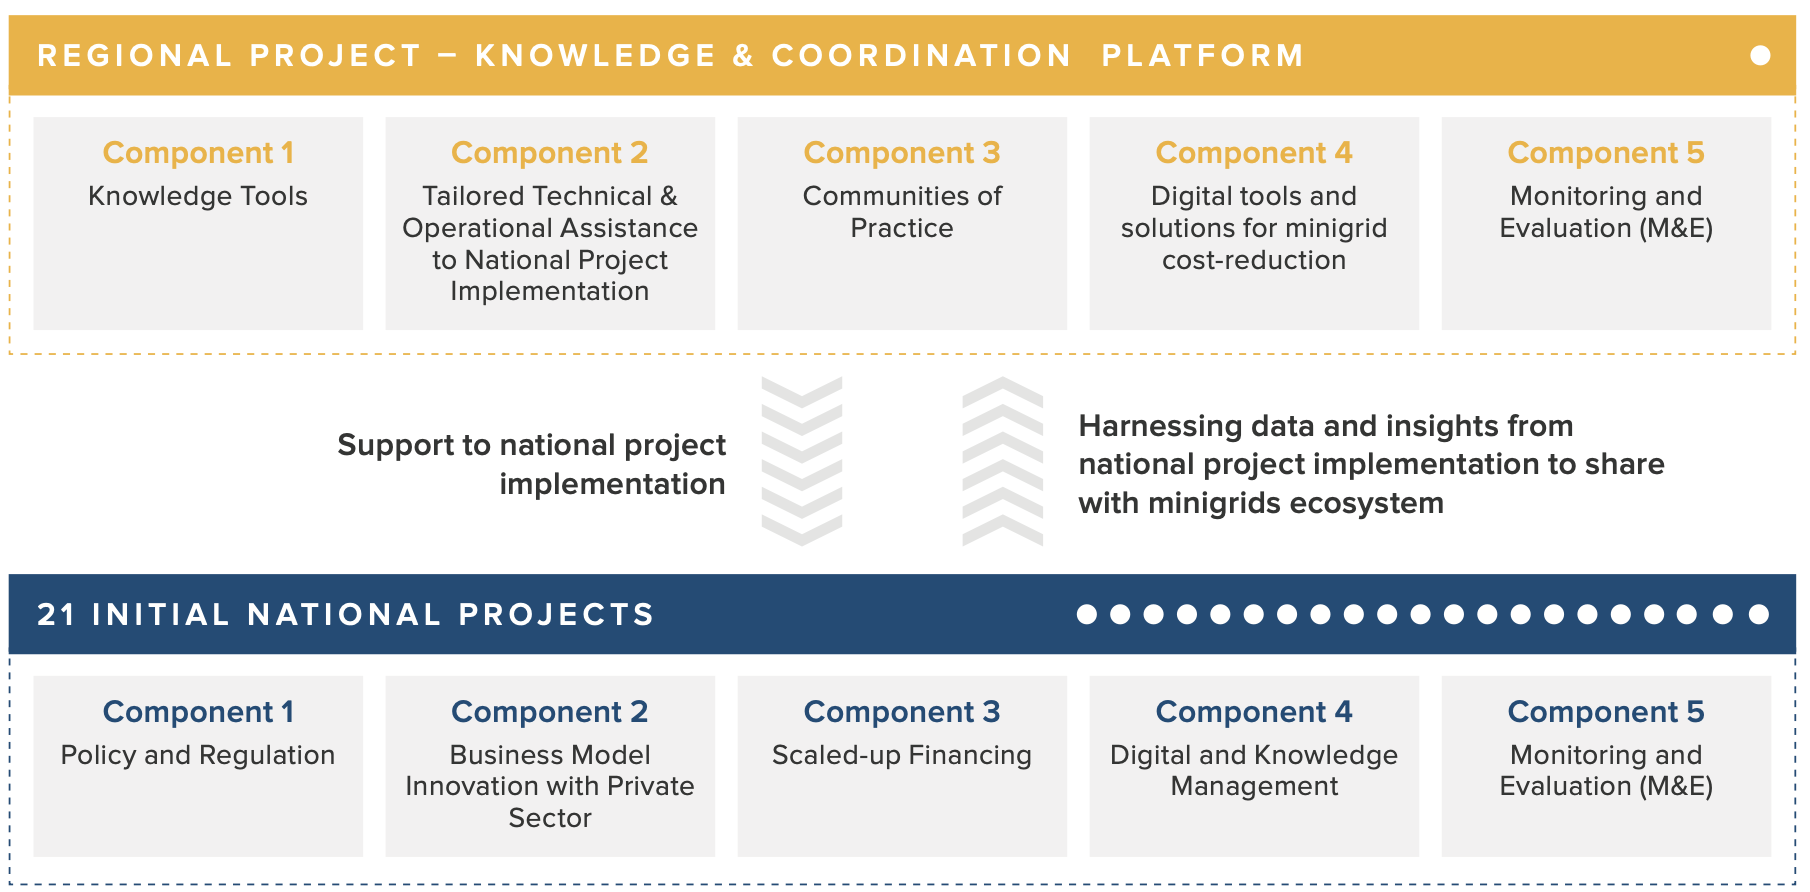 REGIONAL PROJECT – KNOWLEDGE & COORDINATION PLATFORM
Component 1
Knowledge Tools
Component 2
Tailored Technical &
Operational Assistance
to National Project
Implementation
Component 3
Communities of
Practice
Component 4
Digital tools and
solutions for minigrid
cost-reduction
Component 5
Monitoring and
Evaluation (M&E)
Support to national project
implementation
Harnessing data and insights from
national project implementation to share
with minigrids ecosystem
21 INITIAL NATIONAL PROJECTS
Component 1
Policy and Regulation
Component 2
Business Model
Innovation with Private
Sector
Component 3
Scaled-up Financing
Component 4
Digital and Knowledge
Management
Component 5
Monitoring and
Evaluation (M&E)